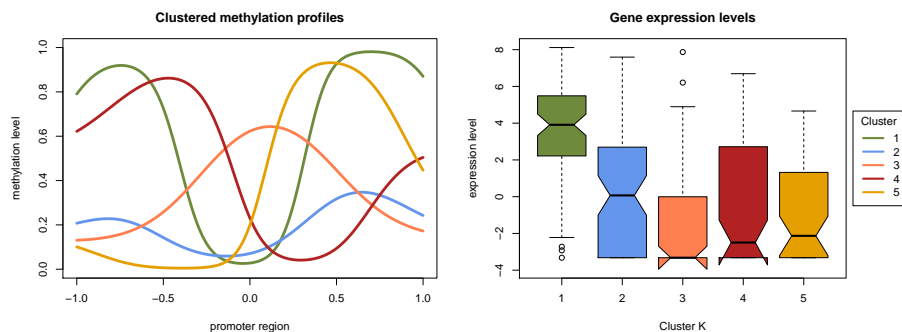 Clustered methylation profiles
methylation level
0.0 0.2 0.4 0.6 0.8 1.0
−1.0 −0.5 0.0 0.5 1.0
promoter region
Gene expression levels
expression level
−4 −2 0 2 4 6 8
1 2 3 4 5
Cluster K
Cluster
1
2
3
4
5